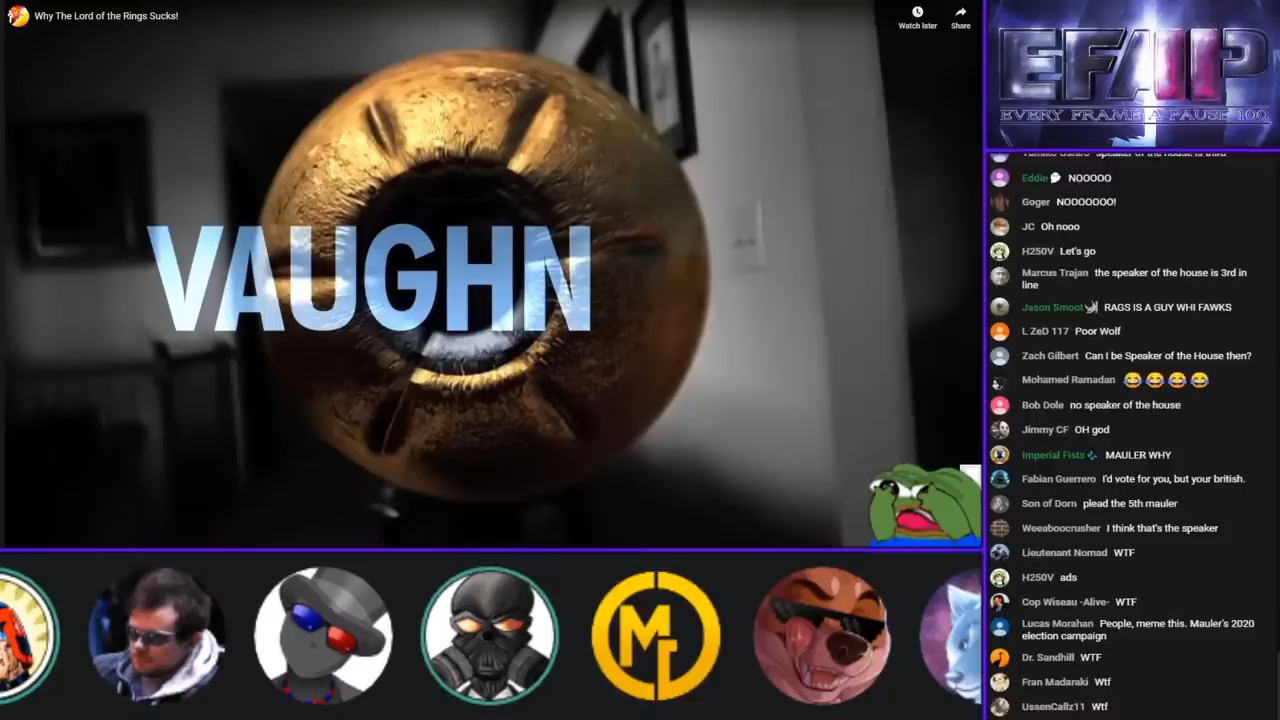 Why The Lord of the Rings Sucks!
Watch later
Share
VAUGHN
EFAP
EVERY FRAME A PAUSE 100
speaker of the house is third
Eddie NOOOOO
Goger NOOOOOOO!
JC Oh nooo
H250V Let's go
Marcus Trajan the speaker of the house is 3rd in
line
Jason Smoot RAGS IS A GUY WHI FAWKS
L ZeD 117 Poor Wolf
Zach Gilbert Can I be Speaker of the House then?
Mohamed Ramadan 😂 😂 😂 😂
Bob Dole no speaker of the house
Jimmy CF OH god
Imperial Fists MAULER WHY
Fabian Guerrero I'd vote for you, but your british.
Son of Dorn plead the 5th mauler
Weeaboocrusher I think that's the speaker
Lieutenant Nomad WTF
H250V ads
Cop Wiseau -Alive- WTF
Lucas Morahan People, meme this. Mauler's 2020
election campaign
Dr. Sandhill WTF
Fran Madaraki Wtf
UssenCallz11 Wtf